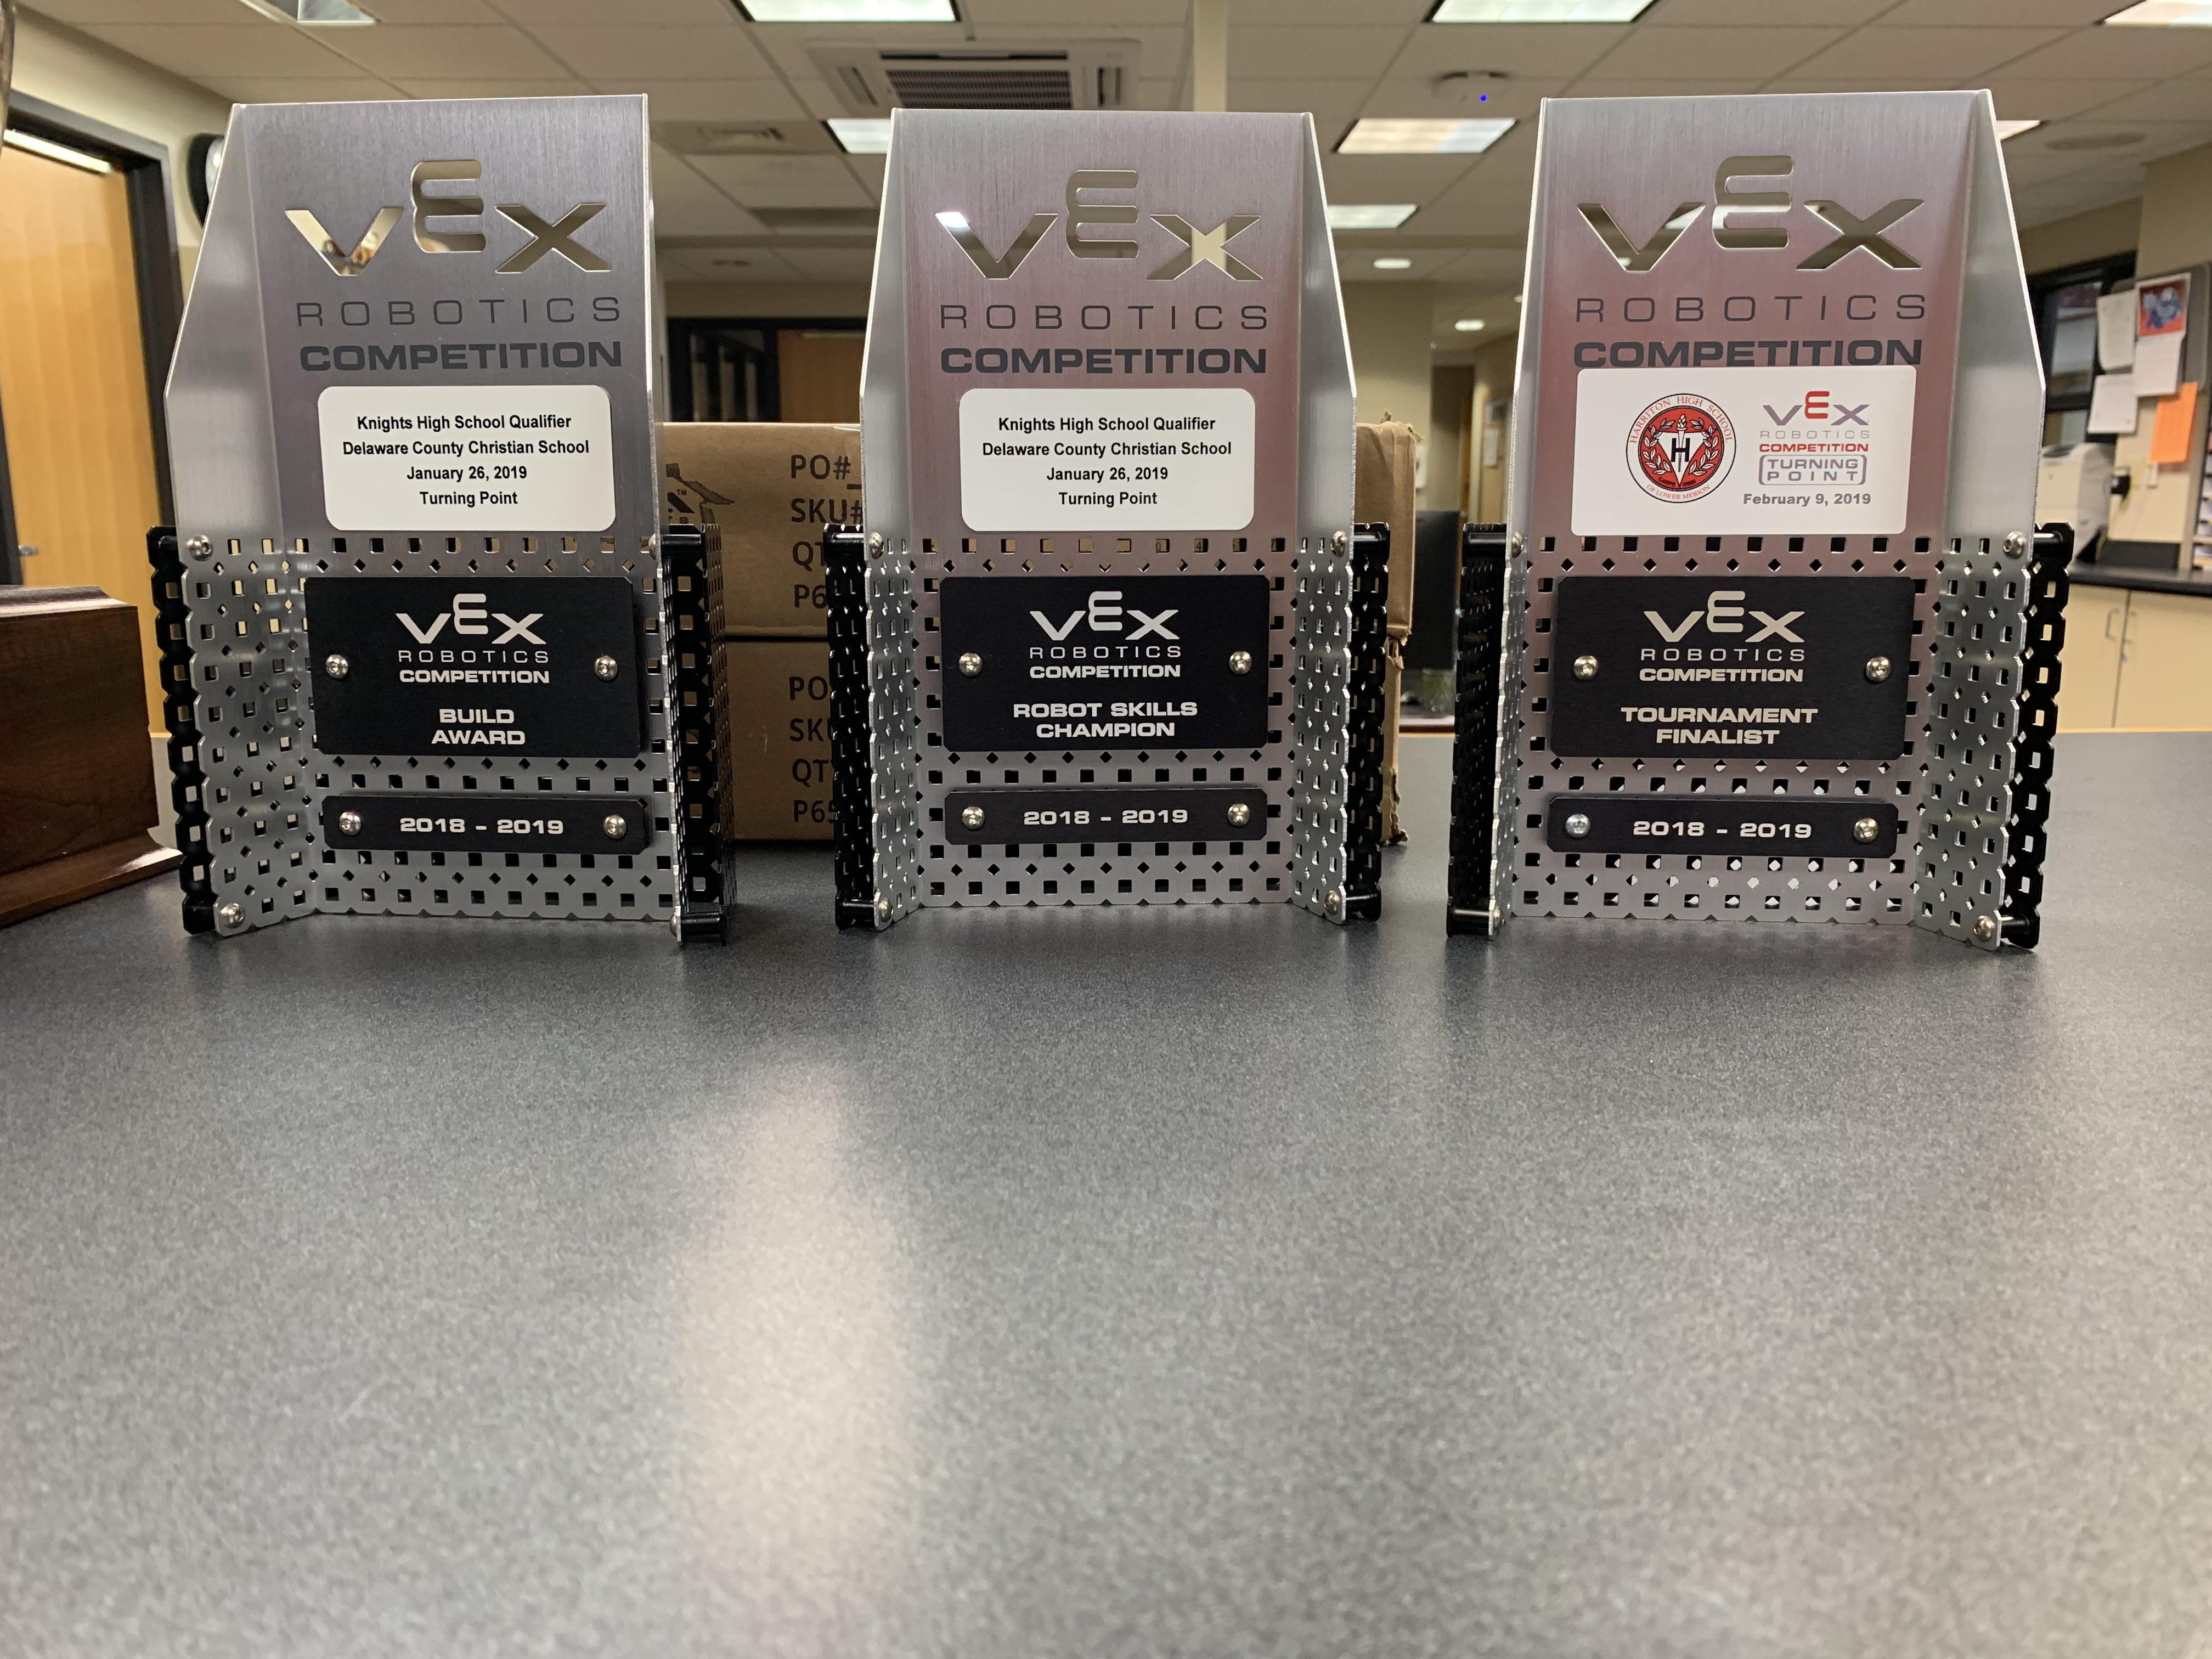 VEX
ROBOTICS
COMPETITION
Knights High School Qualifier
Delaware County Christian School
January 26, 2019
Turning Point
VEX
ROBOTICS
COMPETITION
BUILD
AWARD
2018 - 2019
VEX
ROBOTICS
COMPETITION
Knights High School Qualifier
Delaware County Christian School
January 26, 2019
Turning Point
VEX
ROBOTICS
COMPETITION
ROBOT SKILLS
CHAMPION
2018 - 2019
VEX
ROBOTICS
COMPETITION
HARRITON HIGH SCHOOL
H
OF LOWER MERION
VEX
ROBOTICS
COMPETITION
TURNING
POINT
February 9, 2019
VEX
ROBOTICS
COMPETITION
TOURNAMENT
FINALIST
2018 - 2019
PO#
SKU#